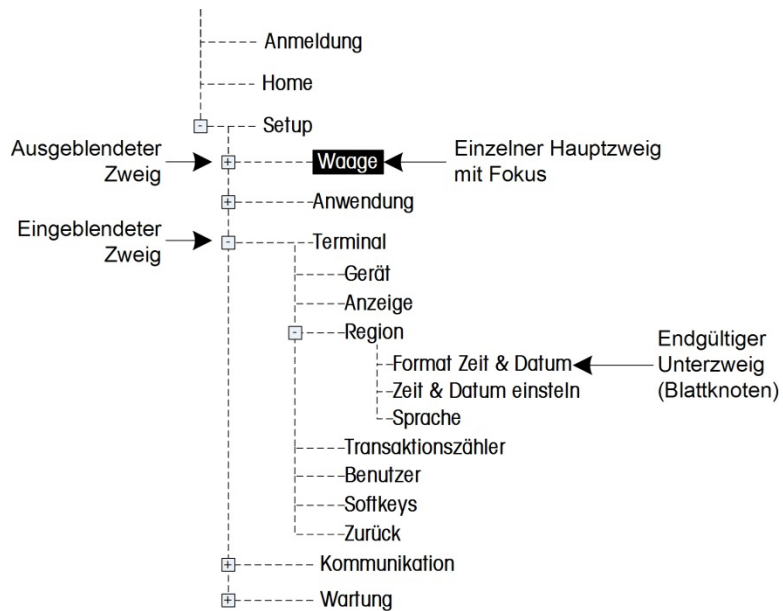 Anmeldung
Home
Setup
Ausgeblendeter
Zweig
Waage
Einzelner Hauptzweig
mit Fokus
Anwendung
Eingeblendeter
Zweig
Terminal
Gerät
Anzeige
Region
Format Zeit & Datum
Zeit & Datum einsteln
Sprache
Endgültiger
Unterzweig
(Blattknoten)
Transaktionszähler
Benutzer
Softkeys
Zurück
Kommunikation
Wartung